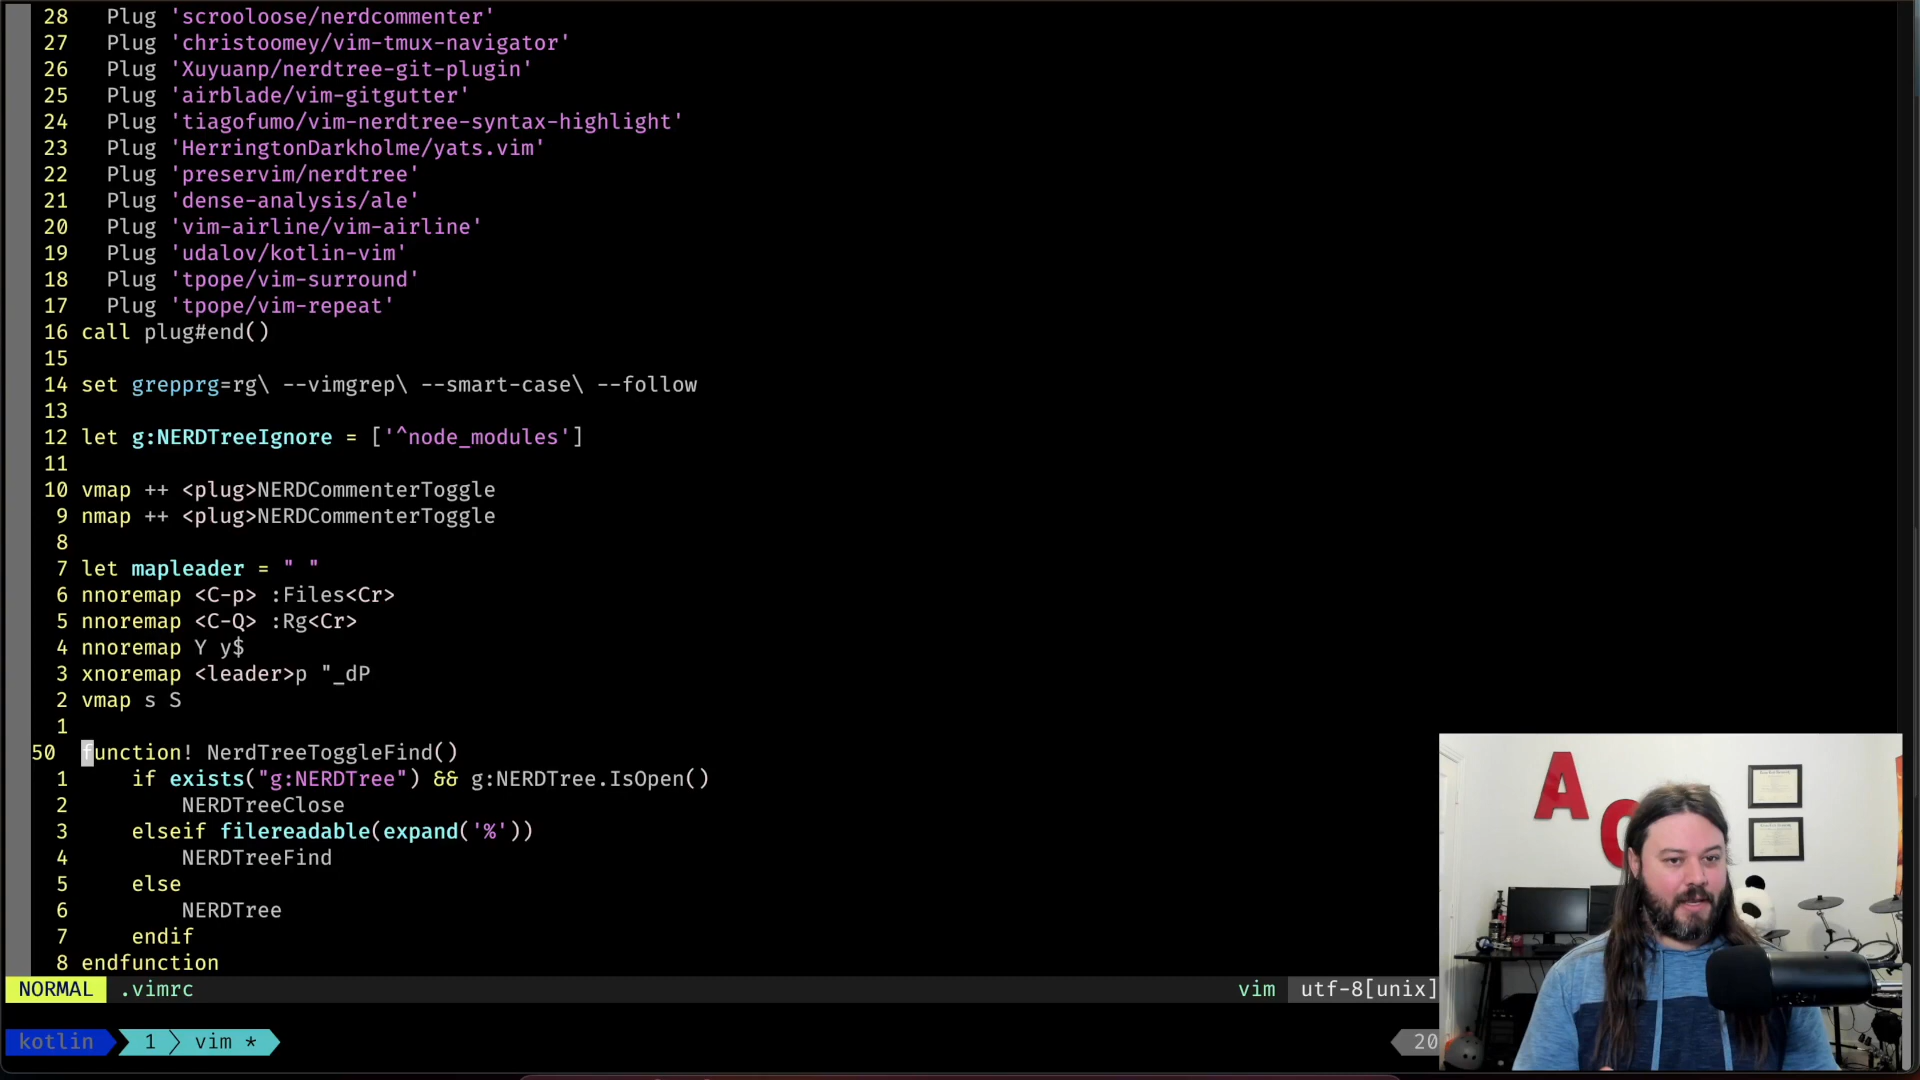 28 Plug 'scrooloose/nerdcommenter'
27 Plug 'christoomey/vim-tmux-navigator'
26 Plug 'Xuyuanp/nerdtree-git-plugin'
25 Plug 'airblade/vim-gitgutter'
24 Plug 'tiagofumo/vim-nerdtree-syntax-highlight'
23 Plug 'HerringtonDarkholme/yats.vim'
22 Plug 'preservim/nerdtree'
21 Plug 'dense-analysis/ale'
20 Plug 'vim-airline/vim-airline'
19 Plug 'udalov/kotlin-vim'
18 Plug 'tpope/vim-surround'
17 Plug 'tpope/vim-repeat'
16 call plug#end()
15
14 set grepprg=rg\ --vimgrep\ --smart-case\ --follow
13
12 let g:NERDTreeIgnore = ['^node_modules']
11
10 vmap ++ <plug>NERDCommenterToggle
9 nmap ++ <plug>NERDCommenterToggle
8
7 let mapleader = " "
6 nnoremap <C-p> :Files<Cr>
5 nnoremap <C-Q> :Rg<Cr>
4 nnoremap Y y$
3 xnoremap <leader>p "_dP
2 vmap s S
1
50 function! NerdTreeToggleFind()
1 if exists("g:NERDTree") && g:NERDTree.IsOpen()
2 NERDTreeClose
3 elseif filereadable(expand('%'))
4 NERDTreeFind
5 else
6 NERDTree
7 endif
8 endfunction
NORMAL .vimrc vim utf-8[unix]
kotlin 1 vim * 20
A